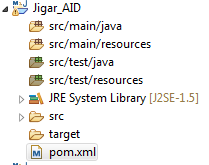 Jigar_AID
src/main/java
src/main/resources
src/test/java
src/test/resources
JRE System Library [J2SE-1.5]
src
target
pom.xml